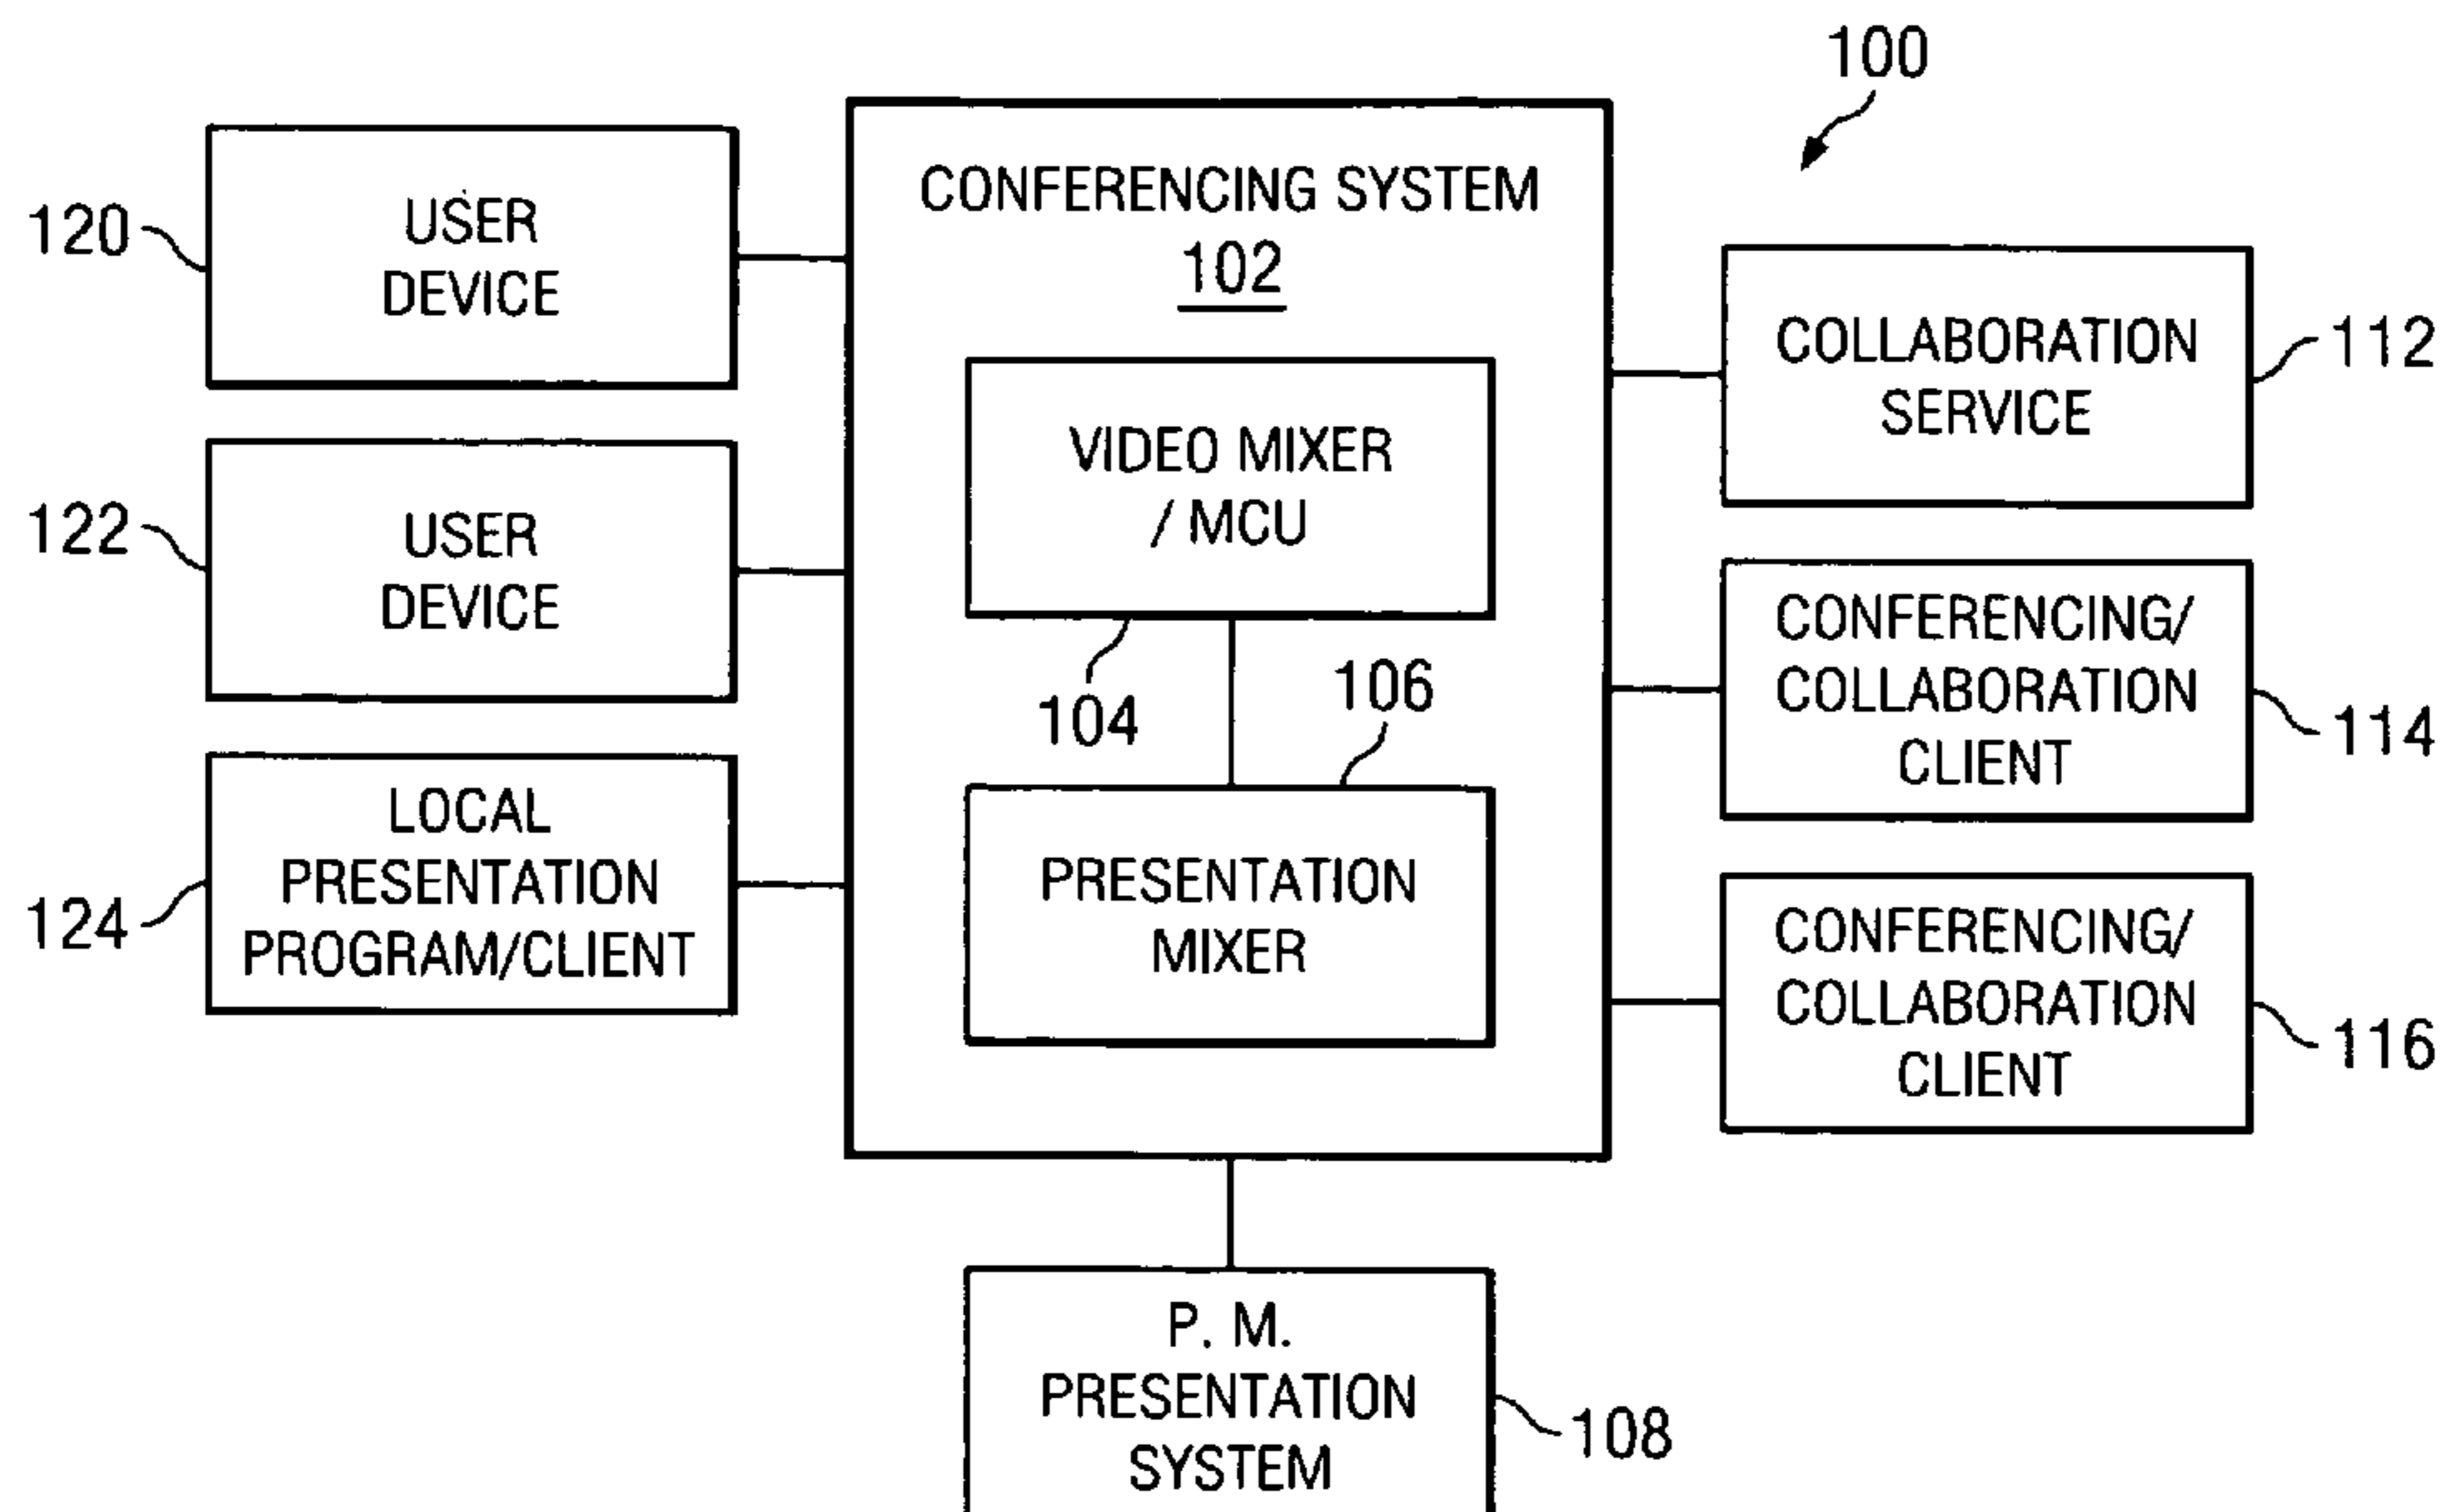 100
CONFERENCING SYSTEM
102
120
USER
DEVICE
122
USER
DEVICE
124
LOCAL
PRESENTATION
PROGRAM/CLIENT
VIDEO MIXER
/ MCU
104
106
PRESENTATION
MIXER
COLLABORATION
SERVICE
112
CONFERENCING/
COLLABORATION
CLIENT
114
CONFERENCING/
COLLABORATION
CLIENT
116
P. M.
PRESENTATION
SYSTEM
108